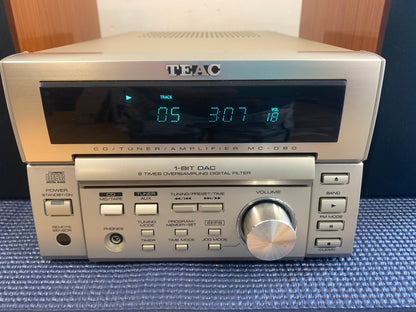 TEAC
TRACK
05 3:07 VOL 18
CD/TUNER/AMPLIFIER MC-D80
1-BIT DAC
8 TIMES OVERSAMPLING DIGITAL FILTER
POWER
STANDBY/ON
CD
TUNER
TUNING/PRESET/TIME
VOLUME
MD/TAPE
AUX
BAND
REMOTE SENSOR
PHONES
TUNING MODE
PROGRAM/MEMORY-SET
FM MODE
TIMER
TIME MODE
JOG MODE